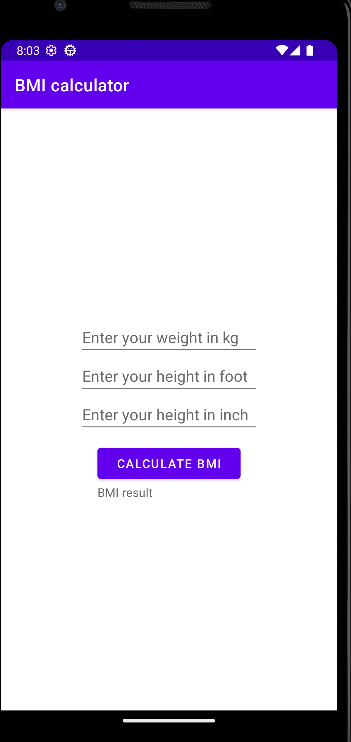 8:03
BMI calculator
Enter your weight in kg
Enter your height in foot
Enter your height in inch
CALCULATE BMI
BMI result